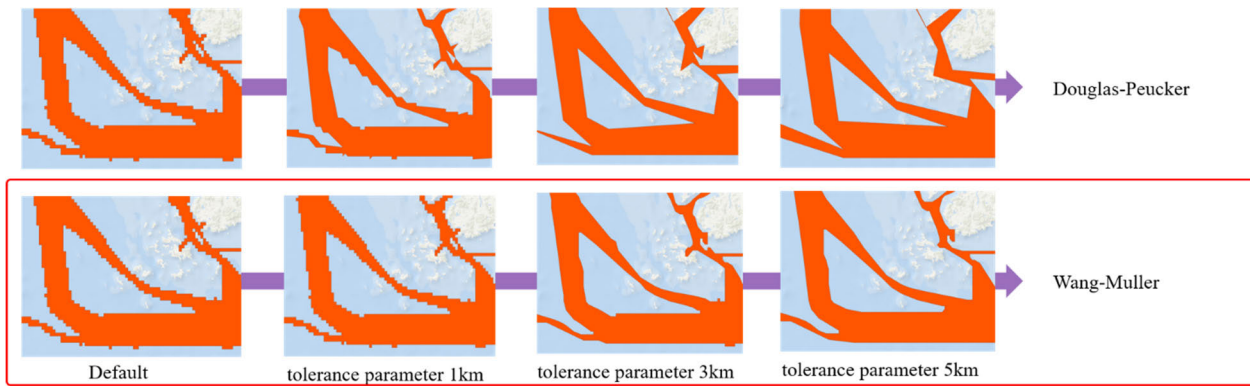 Douglas-Peucker
Wang-Muller
Default
tolerance parameter 1km
tolerance parameter 3km
tolerance parameter 5km